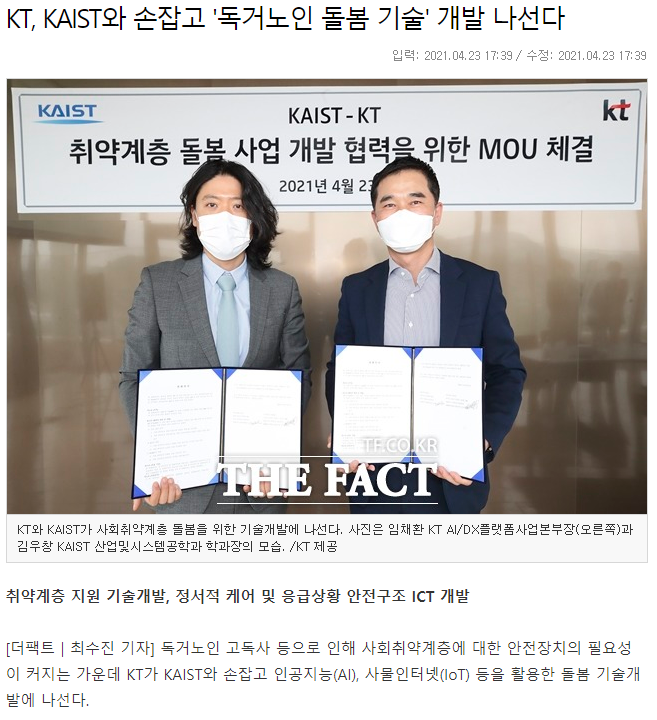 KT, KAIST와 손잡고 '독거노인 돌봄 기술' 개발 나선다
입력: 2021.04.23 17:39 / 수정: 2021.04.23 17:39
KAIST
kt
KAIST - KT
취약계층 돌봄 사업 개발 협력을 위한 MOU 체결
2021년 4월 23
TF.CO.KR
THE FACT
KT와 KAIST가 사회취약계층 돌봄을 위한 기술개발에 나선다. 사진은 임채환 KT AI/DX플랫폼사업본부장(오른쪽)과
김우창 KAIST 산업및시스템공학과 학과장의 모습. /KT 제공
취약계층 지원 기술개발, 정서적 케어 및 응급상황 안전구조 ICT 개발
[더팩트 | 최수진 기자] 독거노인 고독사 등으로 인해 사회취약계층에 대한 안전장치의 필요성
이 커지는 가운데 KT가 KAIST와 손잡고 인공지능(AI), 사물인터넷(IoT) 등을 활용한 돌봄 기술개
발에 나선다.